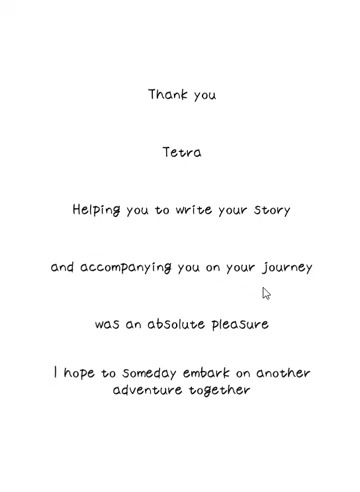 Thank you
Tetra
Helping you to write your story
and accompanying you on your journey
was an absolute pleasure
I hope to someday embark on another
adventure together